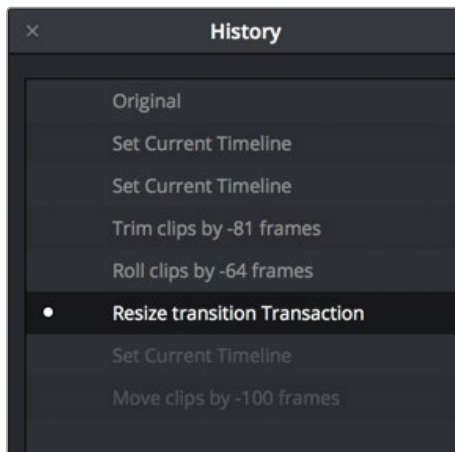 History
Original
Set Current Timeline
Set Current Timeline
Trim clips by -81 frames
Roll clips by -64 frames
Resize transition Transaction
Set Current Timeline
Move clips by -100 frames